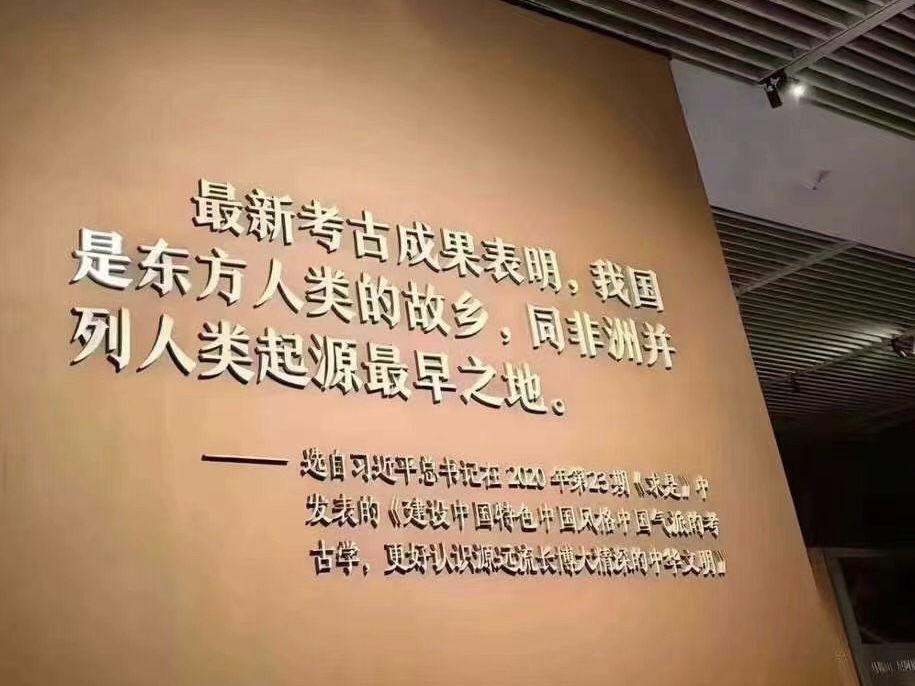 最新考古成果表明,我国
是东方人类的故乡,同非洲并
列人类起源最早之地。
——选自习近平总书记在2020年第23期《求是》中
发表的《建设中国特色中国风格中国气派的考
古学,更好认识源远流长博大精深的中华文明》